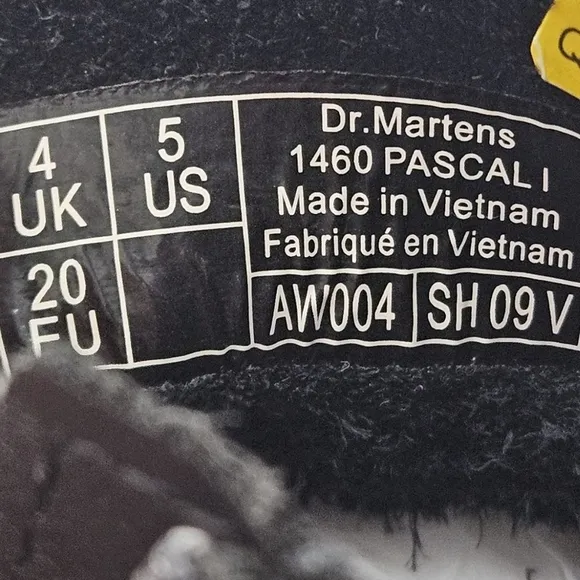 4
UK
5
US
20
EU
Dr.Martens
1460 PASCAL I
Made in Vietnam
Fabriqué en Vietnam
AW004
SH 09 V
Q